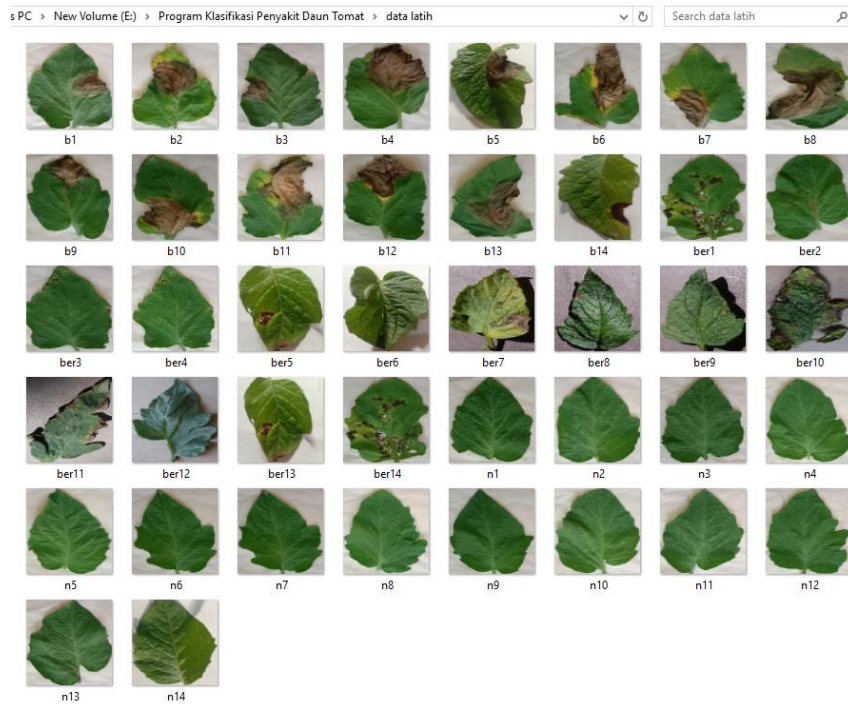 s PC > New Volume (E:) > Program Klasifikasi Penyakit Daun Tomat > data latih Search data latih
b1 b2 b3 b4 b5 b6 b7 b8
b9 b10 b11 b12 b13 b14 ber1 ber2
ber3 ber4 ber5 ber6 ber7 ber8 ber9 ber10
ber11 ber12 ber13 ber14 n1 n2 n3 n4
n5 n6 n7 n8 n9 n10 n11 n12
n13 n14